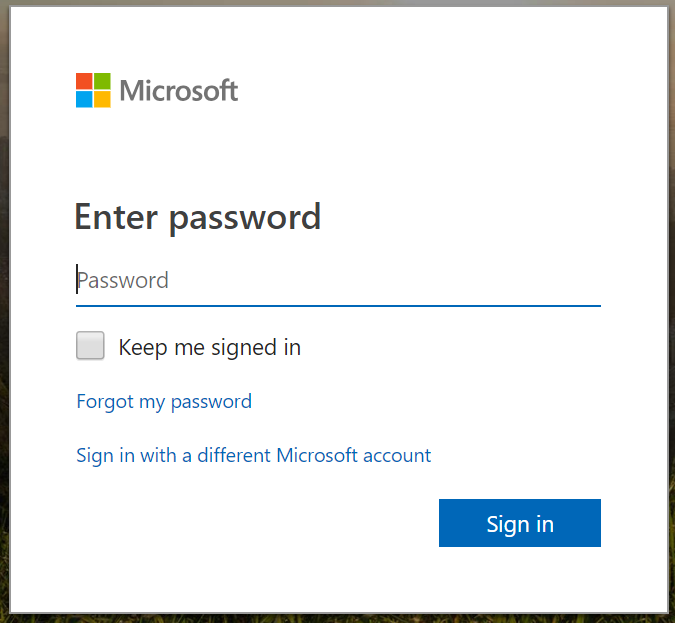 Microsoft
Enter password
Password
Keep me signed in
Forgot my password
Sign in with a different Microsoft account
Sign in